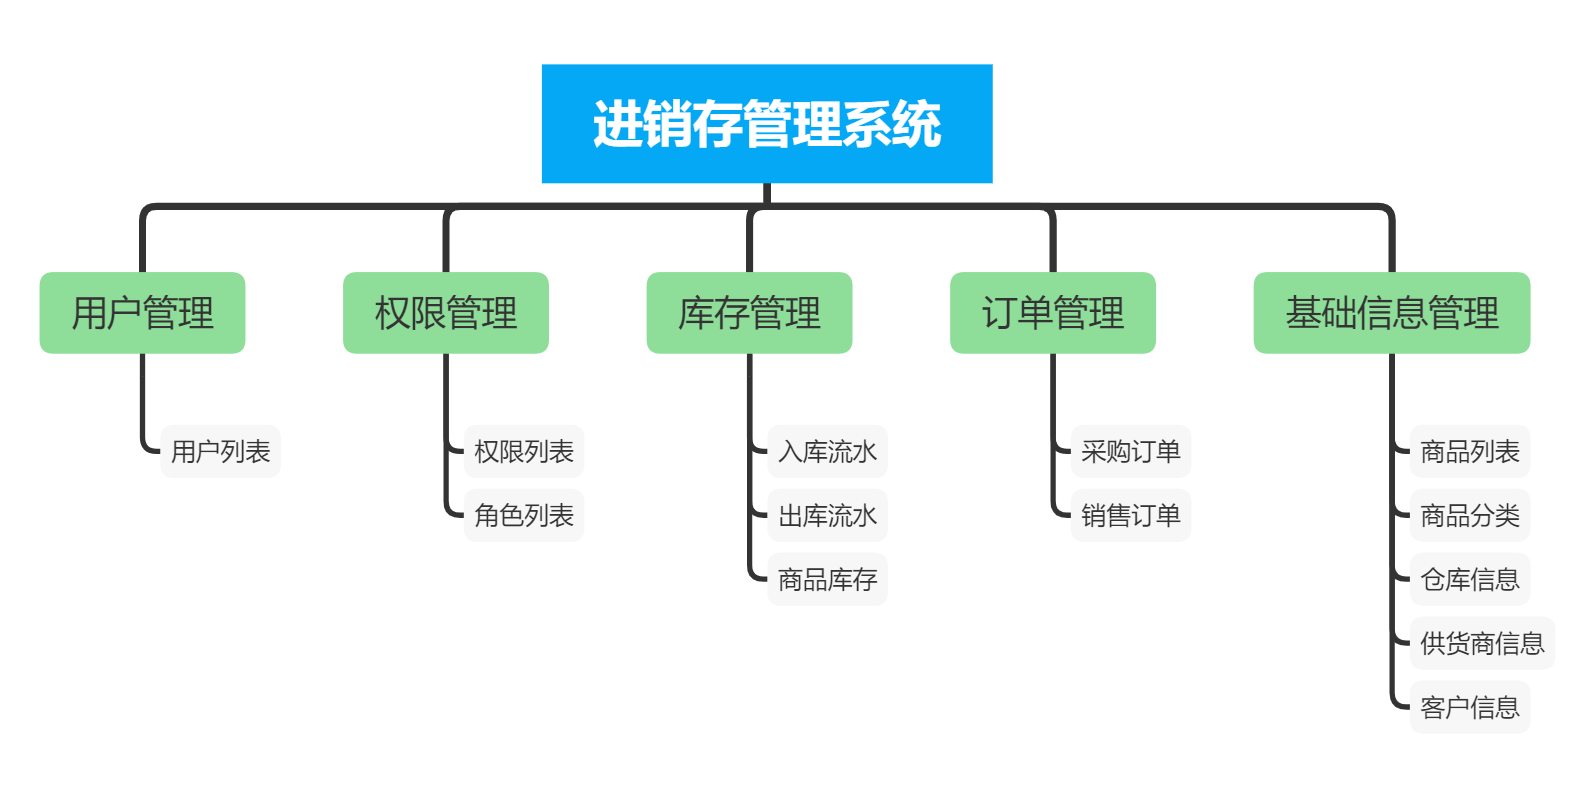 进销存管理系统
用户管理
权限管理
库存管理
订单管理
基础信息管理
用户列表
权限列表
入库流水
采购订单
商品列表
角色列表
出库流水
销售订单
商品分类
商品库存
仓库信息
供货商信息
客户信息